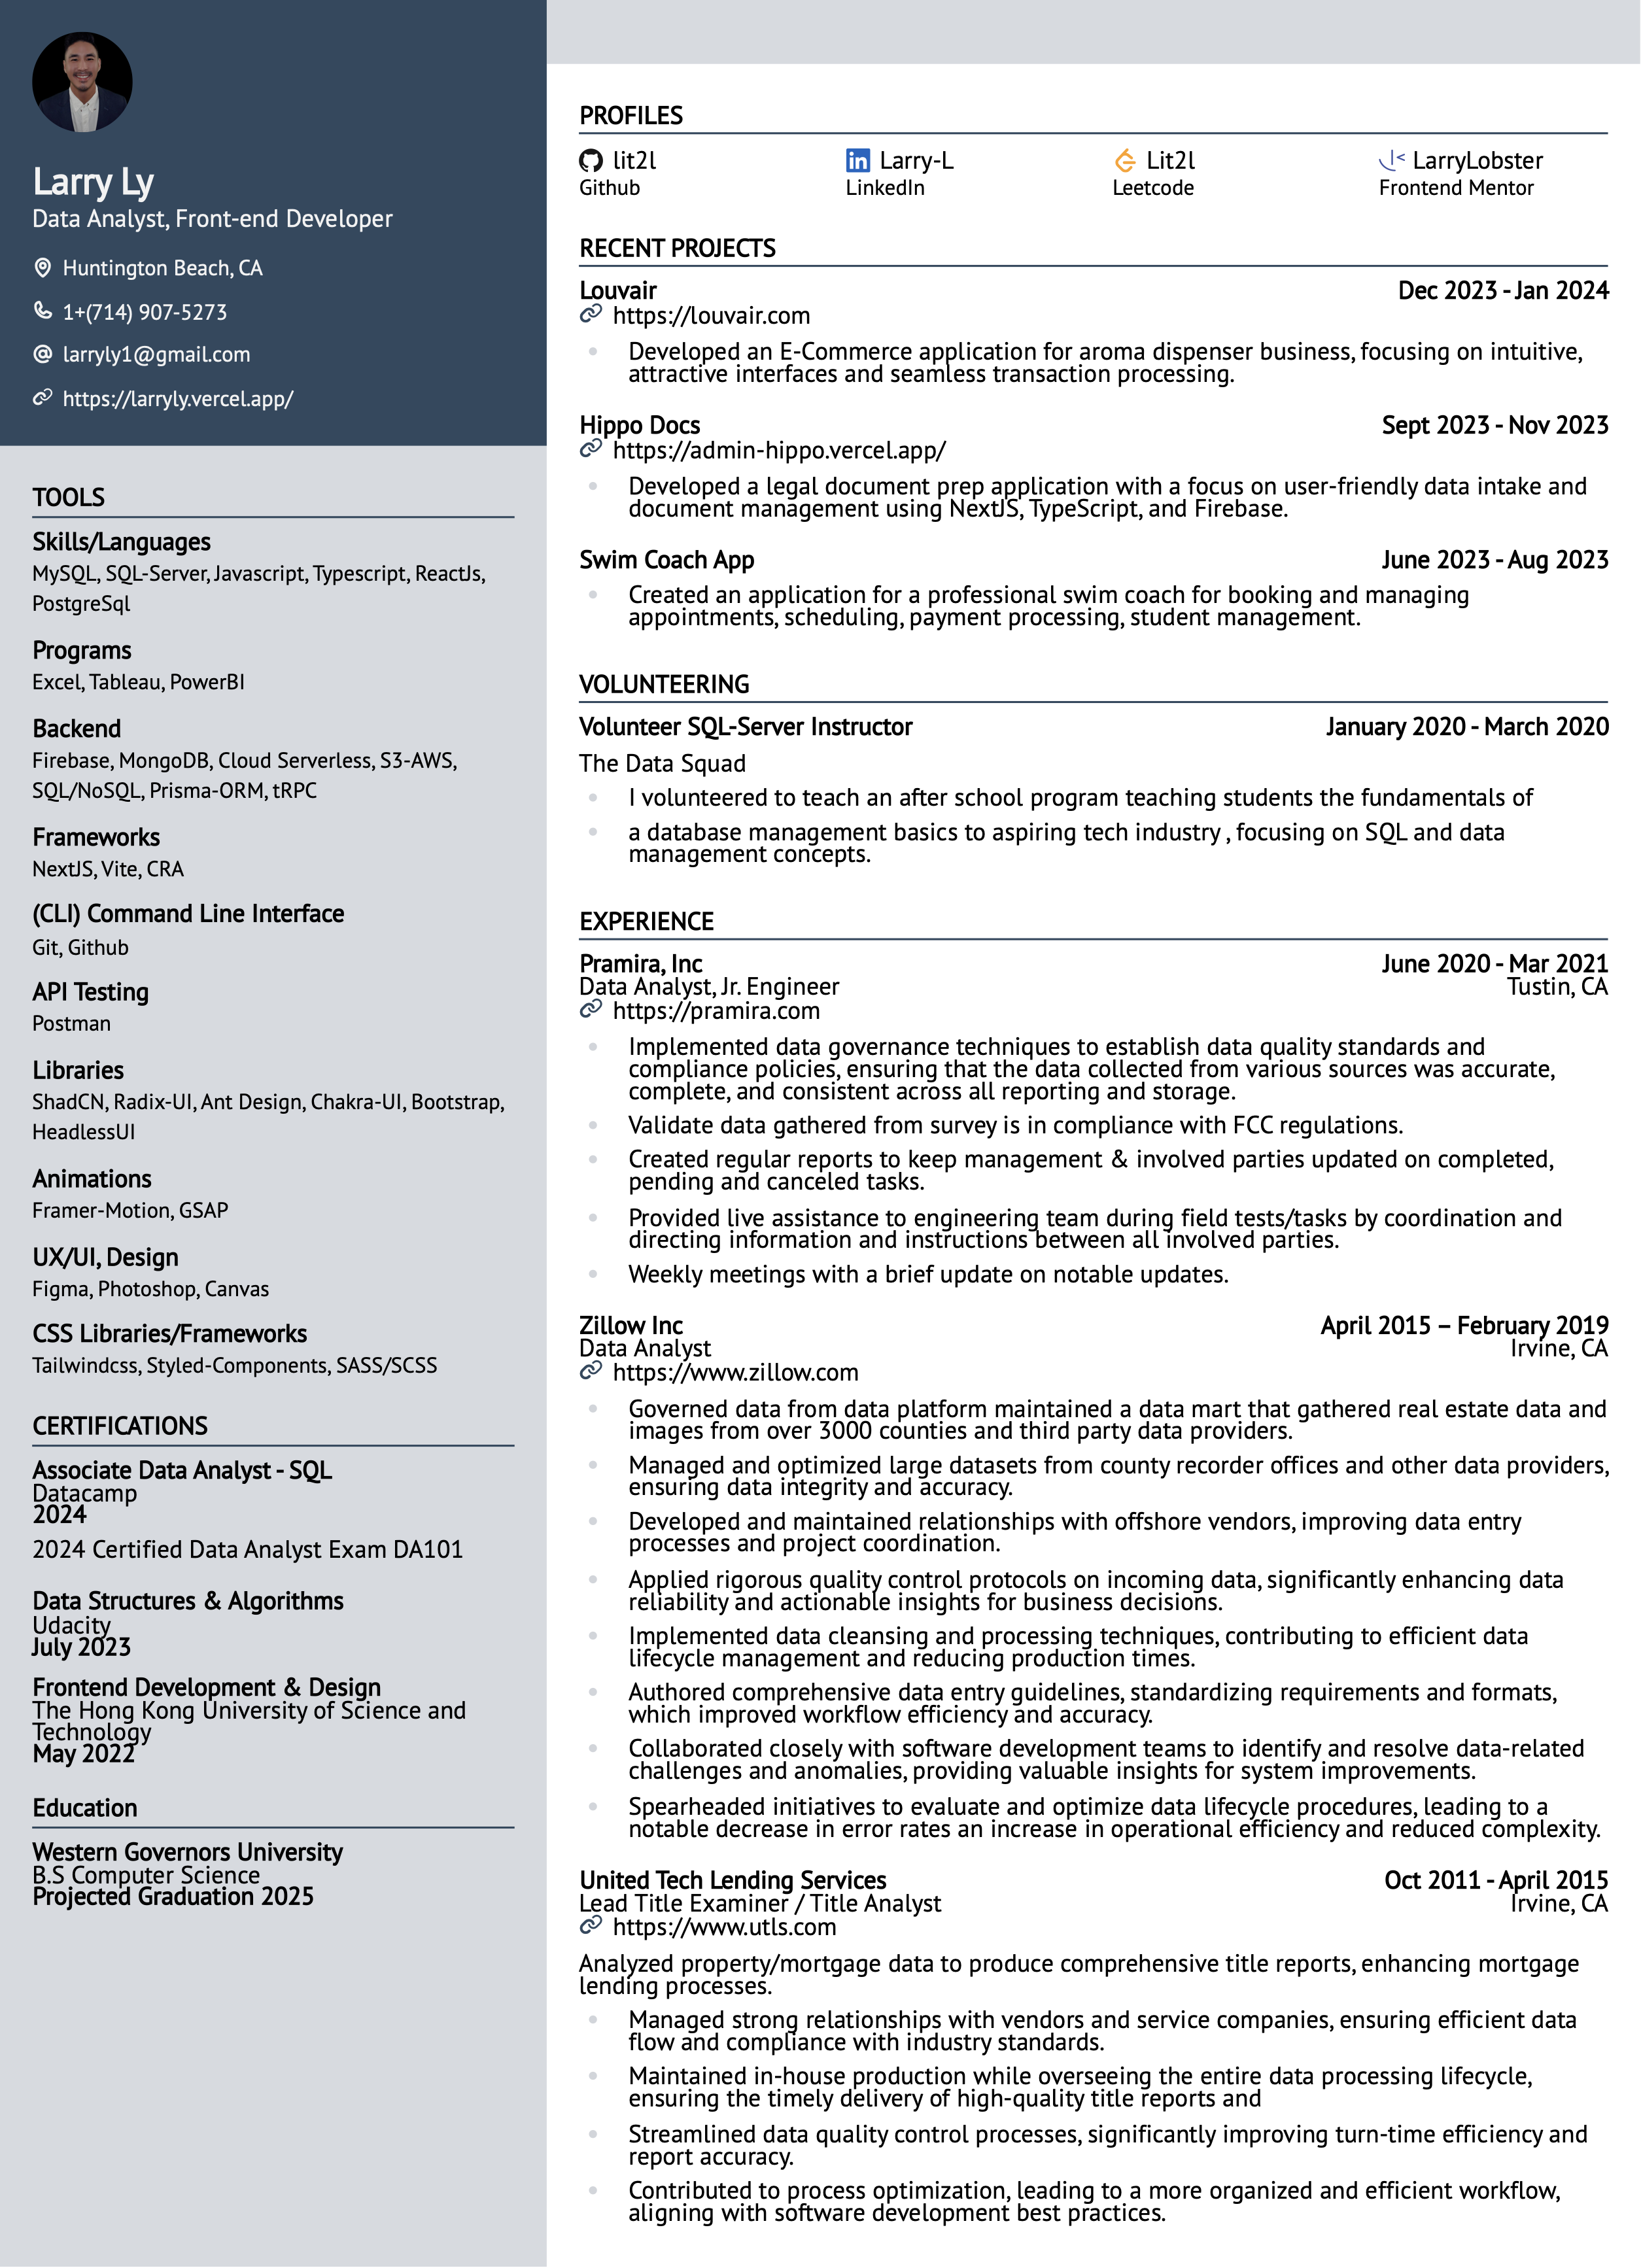 Larry Ly
Data Analyst, Front-end Developer
Huntington Beach, CA
1+(714) 907-5273
larryly1@gmail.com
https://larryly.vercel.app/
TOOLS
Skills/Languages
MySQL, SQL-Server, Javascript, Typescript, ReactJs,
PostgreSql
Programs
Excel, Tableau, PowerBI
Backend
Firebase, MongoDB, Cloud Serverless, S3-AWS,
SQL/NoSQL, Prisma-ORM, tRPC
Frameworks
NextJS, Vite, CRA
(CLI) Command Line Interface
Git, Github
API Testing
Postman
Libraries
ShadCN, Radix-UI, Ant Design, Chakra-UI, Bootstrap,
HeadlessUI
Animations
Framer-Motion, GSAP
UX/UI, Design
Figma, Photoshop, Canvas
CSS Libraries/Frameworks
Tailwindcss, Styled-Components, SASS/SCSS
CERTIFICATIONS
Associate Data Analyst - SQL
Datacamp
2024
2024 Certified Data Analyst Exam DA101
Data Structures & Algorithms
Udacity
July 2023
Frontend Development & Design
The Hong Kong University of Science and
Technology
May 2022
Education
Western Governors University
B.S Computer Science
Projected Graduation 2025
PROFILES
lit2l
Github
Larry-L
LinkedIn
Lit2l
Leetcode
LarryLobster
Frontend Mentor
RECENT PROJECTS
Louvair Dec 2023 - Jan 2024
https://louvair.com
Developed an E-Commerce application for aroma dispenser business, focusing on intuitive,
attractive interfaces and seamless transaction processing.
Hippo Docs Sept 2023 - Nov 2023
https://admin-hippo.vercel.app/
Developed a legal document prep application with a focus on user-friendly data intake and
document management using NextJS, TypeScript, and Firebase.
Swim Coach App June 2023 - Aug 2023
Created an application for a professional swim coach for booking and managing
appointments, scheduling, payment processing, student management.
VOLUNTEERING
Volunteer SQL-Server Instructor January 2020 - March 2020
The Data Squad
I volunteered to teach an after school program teaching students the fundamentals of
a database management basics to aspiring tech industry , focusing on SQL and data
management concepts.
EXPERIENCE
Pramira, Inc June 2020 - Mar 2021
Data Analyst, Jr. Engineer Tustin, CA
https://pramira.com
Implemented data governance techniques to establish data quality standards and
compliance policies, ensuring that the data collected from various sources was accurate,
complete, and consistent across all reporting and storage.
Validate data gathered from survey is in compliance with FCC regulations.
Created regular reports to keep management & involved parties updated on completed,
pending and canceled tasks.
Provided live assistance to engineering team during field tests/tasks by coordination and
directing information and instructions between all involved parties.
Weekly meetings with a brief update on notable updates.
Zillow Inc April 2015 – February 2019
Data Analyst Irvine, CA
https://www.zillow.com
Governed data from data platform maintained a data mart that gathered real estate data and
images from over 3000 counties and third party data providers.
Managed and optimized large datasets from county recorder offices and other data providers,
ensuring data integrity and accuracy.
Developed and maintained relationships with offshore vendors, improving data entry
processes and project coordination.
Applied rigorous quality control protocols on incoming data, significantly enhancing data
reliability and actionable insights for business decisions.
Implemented data cleansing and processing techniques, contributing to efficient data
lifecycle management and reducing production times.
Authored comprehensive data entry guidelines, standardizing requirements and formats,
which improved workflow efficiency and accuracy.
Collaborated closely with software development teams to identify and resolve data-related
challenges and anomalies, providing valuable insights for system improvements.
Spearheaded initiatives to evaluate and optimize data lifecycle procedures, leading to a
notable decrease in error rates an increase in operational efficiency and reduced complexity.
United Tech Lending Services Oct 2011 - April 2015
Lead Title Examiner / Title Analyst Irvine, CA
https://www.utls.com
Analyzed property/mortgage data to produce comprehensive title reports, enhancing mortgage
lending processes.
Managed strong relationships with vendors and service companies, ensuring efficient data
flow and compliance with industry standards.
Maintained in-house production while overseeing the entire data processing lifecycle,
ensuring the timely delivery of high-quality title reports and
Streamlined data quality control processes, significantly improving turn-time efficiency and
report accuracy.
Contributed to process optimization, leading to a more organized and efficient workflow,
aligning with software development best practices.